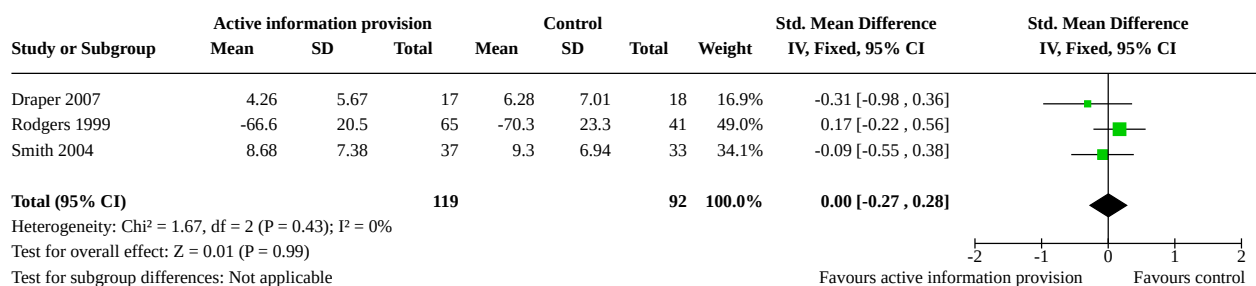 Active information provision Control Std. Mean Difference Std. Mean Difference
Study or Subgroup Mean SD Total Mean SD Total Weight IV, Fixed, 95% CI IV, Fixed, 95% CI
Draper 2007 4.26 5.67 17 6.28 7.01 18 16.9% -0.31 [-0.98 , 0.36]
Rodgers 1999 -66.6 20.5 65 -70.3 23.3 41 49.0% 0.17 [-0.22 , 0.56]
Smith 2004 8.68 7.38 37 9.3 6.94 33 34.1% -0.09 [-0.55 , 0.38]
Total (95% CI) 119 92 100.0% 0.00 [-0.27 , 0.28]
Heterogeneity: Chi² = 1.67, df = 2 (P = 0.43); I² = 0%
Test for overall effect: Z = 0.01 (P = 0.99)
-2 -1 0 1 2
Test for subgroup differences: Not applicable Favours active information provision Favours control